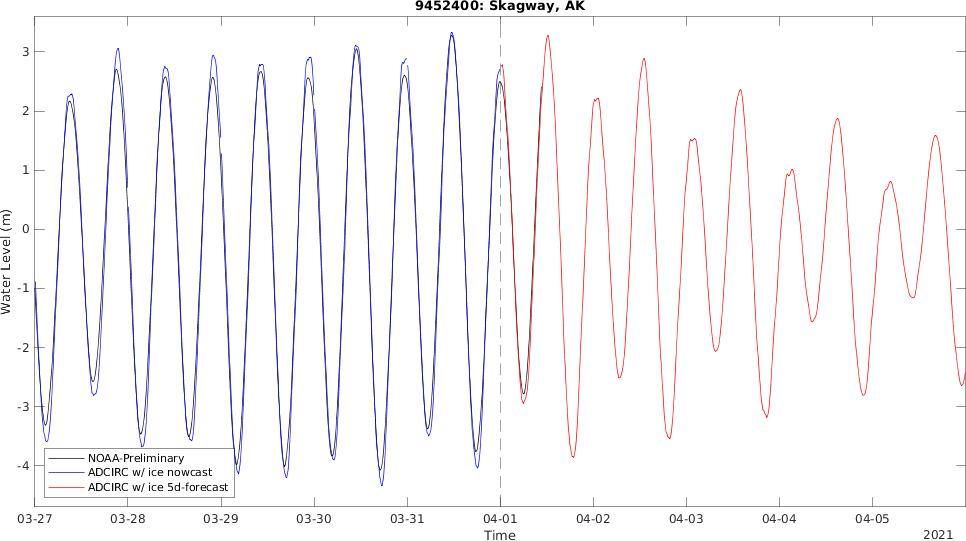 9452400: Skagway, AK
Water Level (m)
3
2
1
0
-1
-2
-3
-4
NOAA-Preliminary
ADCIRC w/ ice nowcast
ADCIRC w/ ice 5d-forecast
03-27 03-28 03-29 03-30 03-31 04-01 04-02 04-03 04-04 04-05
Time
2021